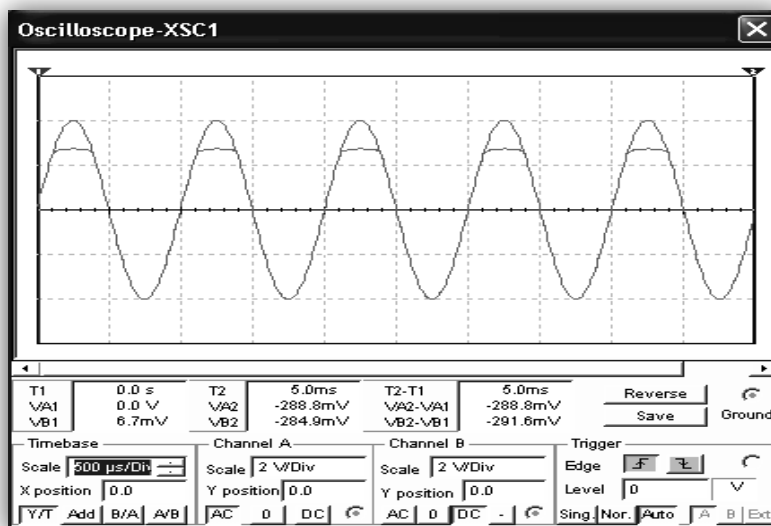 Oscilloscope-XSC1
1 2
T1 0.0 s T2 5.0ms T2-T1 5.0ms Reverse
VA1 0.0 V VA2 -288.8mV VA2-VA1 -288.8mV
VB1 6.7mV VB2 -284.9mV VB2-VB1 -291.6mV Save Ground
Timebase Channel A Channel B Trigger
Scale 500 µs/Div Scale 2 V/Div Scale 2 V/Div Edge
X position 0.0 Y position 0.0 Y position 0.0 Level 0 V
Y/T Add B/A A/B AC 0 DC AC 0 DC - Sing. Nor. Auto A B Ext